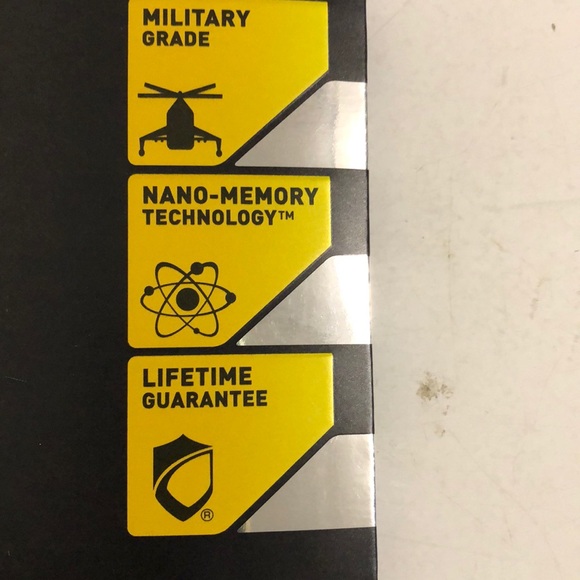 MILITARY
GRADE
NANO-MEMORY
TECHNOLOGY™
LIFETIME
GUARANTEE
®